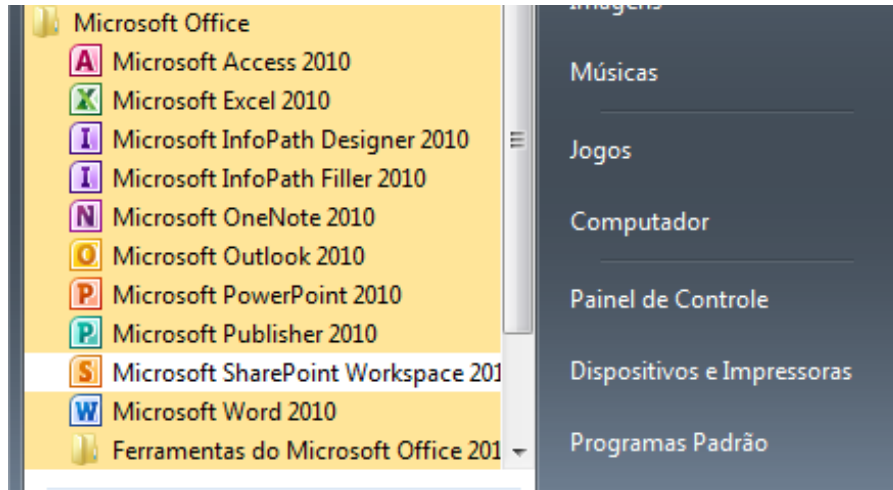 Microsoft Office
Microsoft Access 2010
Microsoft Excel 2010
Microsoft InfoPath Designer 2010
Microsoft InfoPath Filler 2010
Microsoft OneNote 2010
Microsoft Outlook 2010
Microsoft PowerPoint 2010
Microsoft Publisher 2010
Microsoft SharePoint Workspace 201
Microsoft Word 2010
Ferramentas do Microsoft Office 201
Imagens
Músicas
Jogos
Computador
Painel de Controle
Dispositivos e Impressoras
Programas Padrão